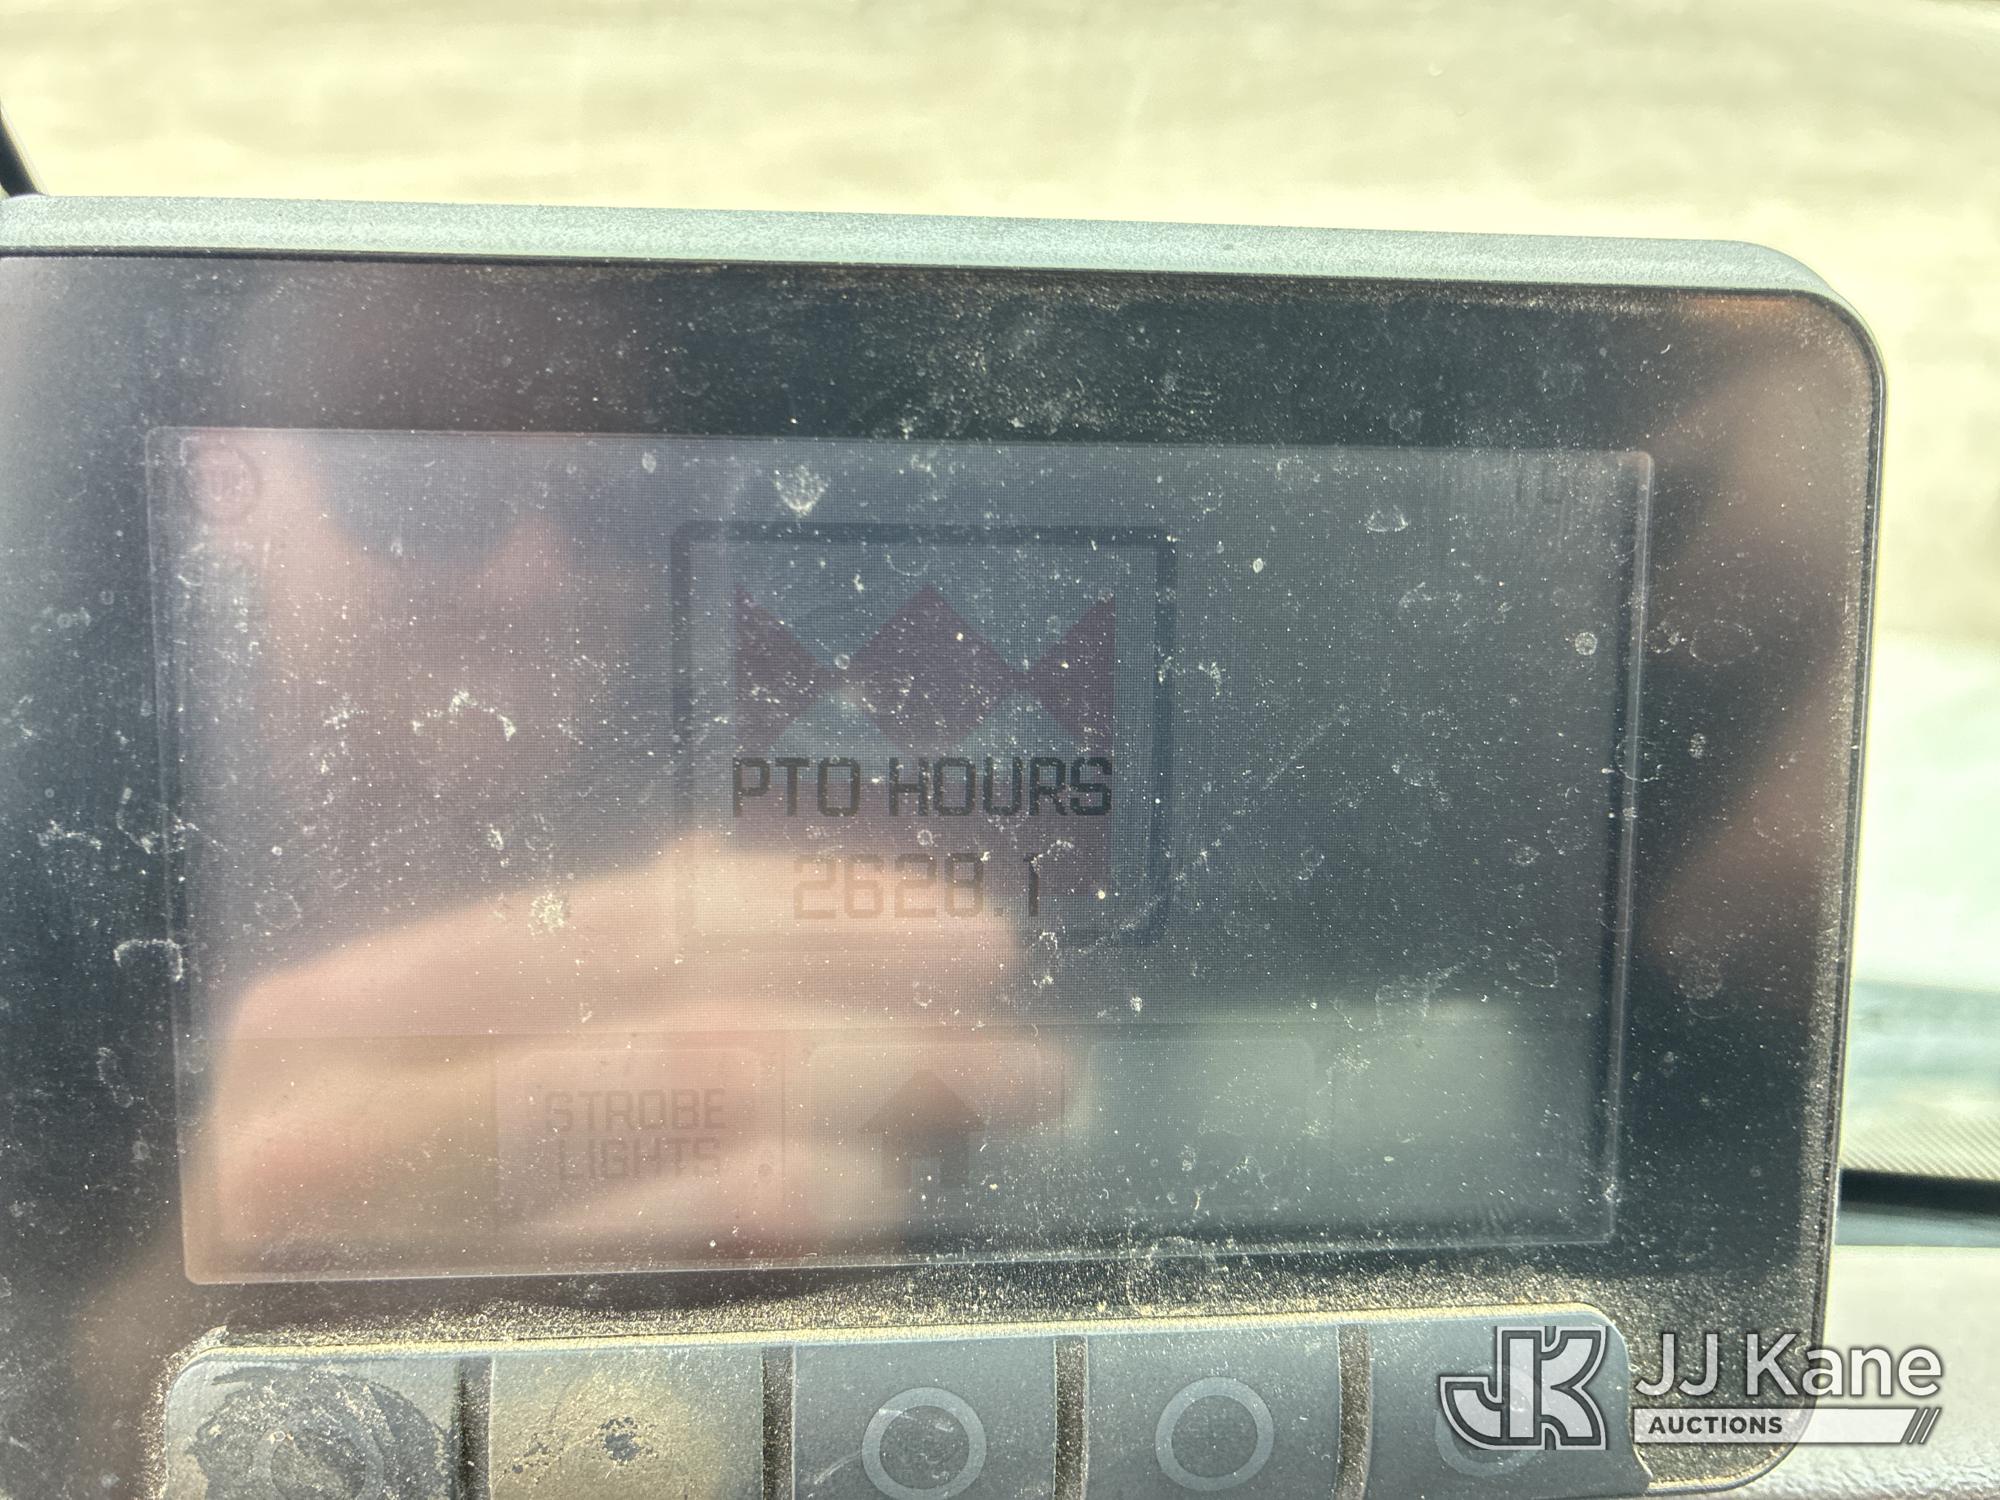 PTO HOURS
2628.1
STROBE
LIGHTS
JJ Kane
AUCTIONS